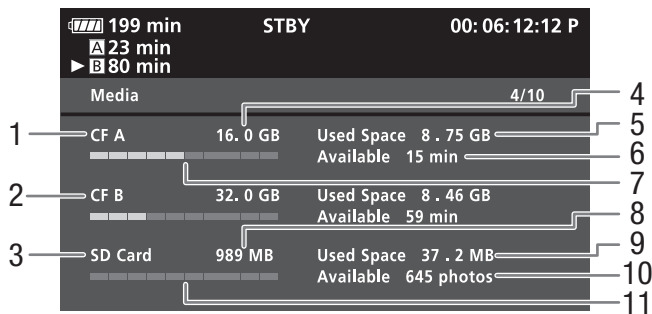 199 min STBY 00:06:12:12 P
A 23 min
▶ B 80 min
Media 4/10
CF A 16.0 GB Used Space 8.75 GB
Available 15 min
CF B 32.0 GB Used Space 8.46 GB
Available 59 min
SD Card 989 MB Used Space 37.2 MB
Available 645 photos
1
2
3
4
5
6
7
8
9
10
11